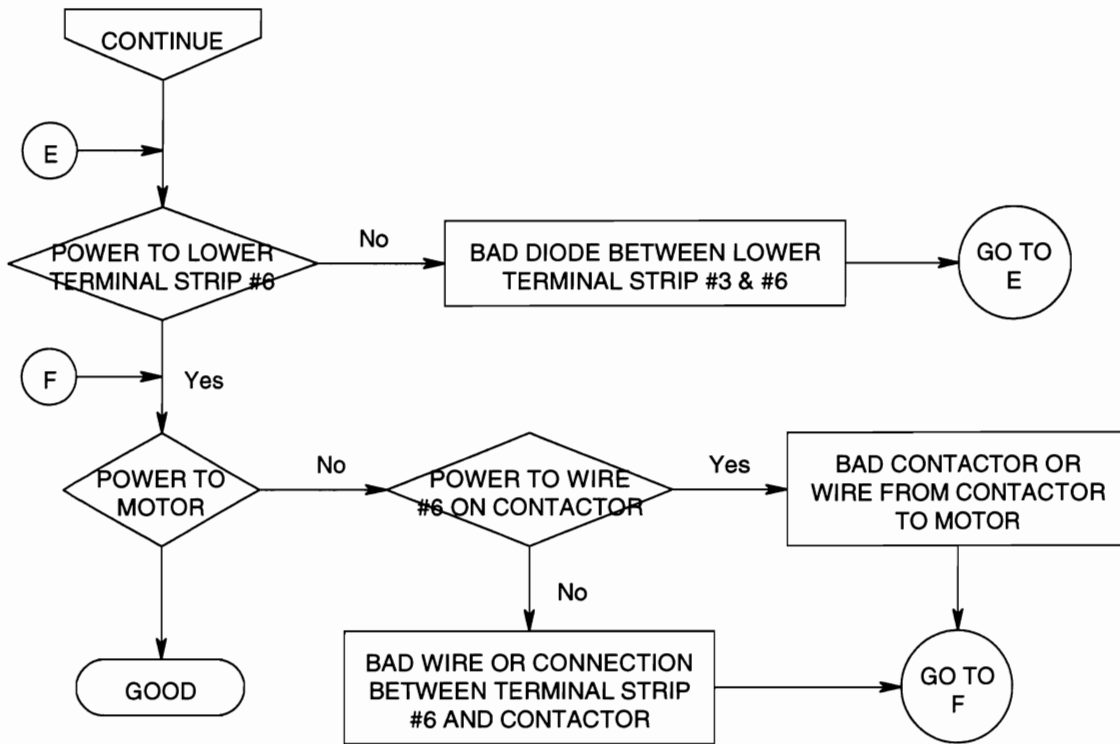 CONTINUE
E
POWER TO LOWER
TERMINAL STRIP #6
No
BAD DIODE BETWEEN LOWER
TERMINAL STRIP #3 & #6
GO TO
E
F
Yes
POWER TO
MOTOR
No
POWER TO WIRE
#6 ON CONTACTOR
Yes
BAD CONTACTOR OR
WIRE FROM CONTACTOR
TO MOTOR
No
GOOD
BAD WIRE OR CONNECTION
BETWEEN TERMINAL STRIP
#6 AND CONTACTOR
GO TO
F